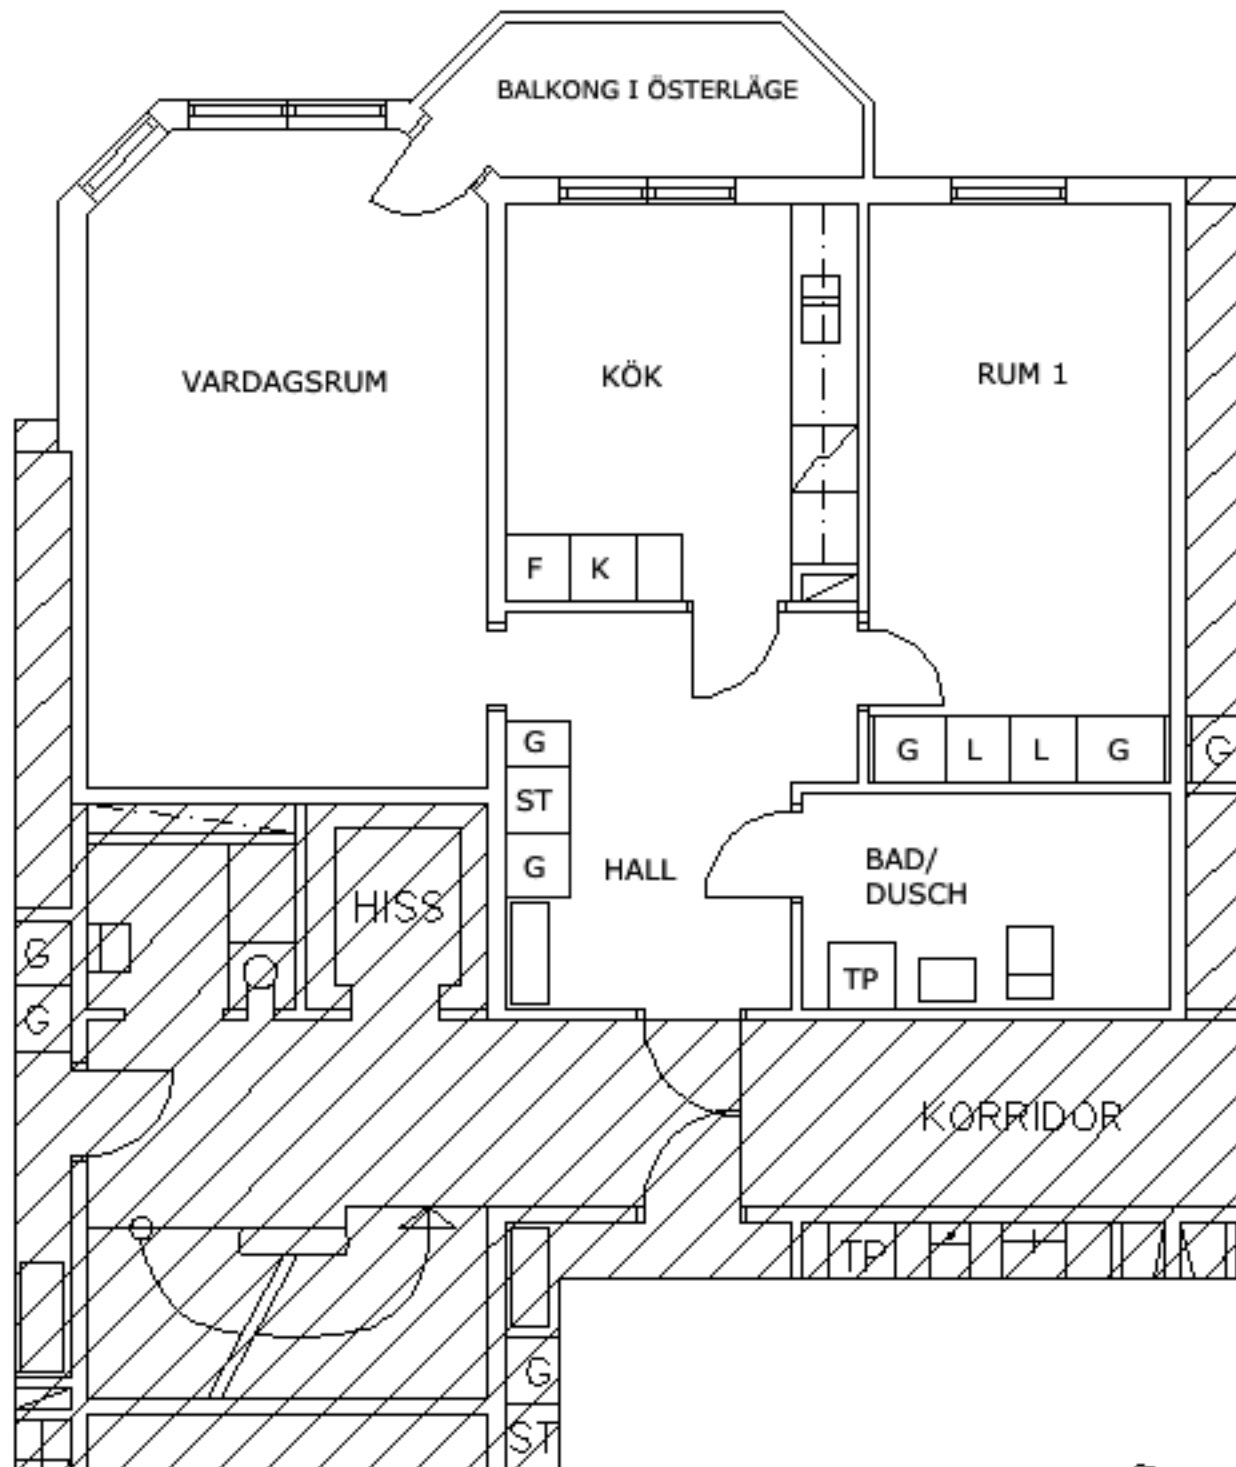 BALKONG I ÖSTERLÄGE
VARDAGSRUM
KÖK
RUM 1
F
K
G
ST
G
G
L
L
G
G
HALL
BAD/
DUSCH
TP
HISS
G
G
KORRIDOR
TP
G
ST